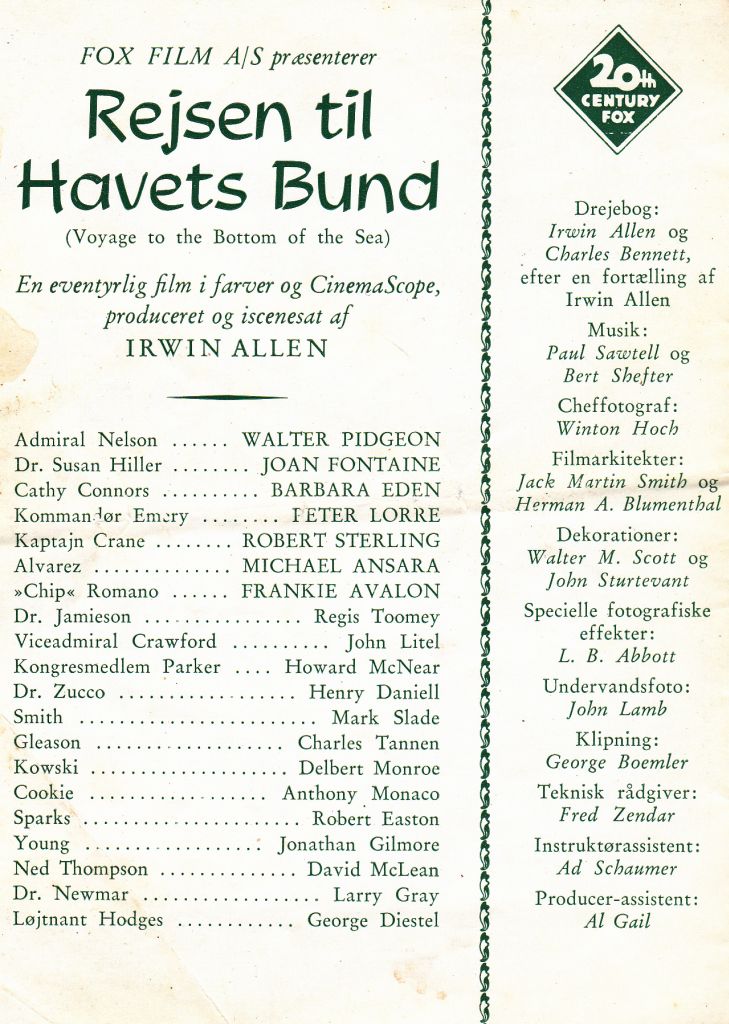 FOX FILM A/S præsenterer
Rejsen til
Havets Bund
(Voyage to the Bottom of the Sea)
En eventyrlig film i farver og CinemaScope,
produceret og iscenesat af
IRWIN ALLEN
Admiral Nelson ...... WALTER PIDGEON
Dr. Susan Hiller ........ JOAN FONTAINE
Cathy Connors .......... BARBARA EDEN
Kommandør Emery ........ PETER LORRE
Kaptajn Crane ........ ROBERT STERLING
Alvarez .............. MICHAEL ANSARA
»Chip« Romano ...... FRANKIE AVALON
Dr. Jamieson ................ Regis Toomey
Viceadmiral Crawford .......... John Litel
Kongresmedlem Parker .... Howard McNear
Dr. Zucco .................. Henry Daniell
Smith ........................ Mark Slade
Gleason ................... Charles Tannen
Kowski .................... Delbert Monroe
Cookie .................. Anthony Monaco
Sparks ...................... Robert Easton
Young .................. Jonathan Gilmore
Ned Thompson .............. David McLean
Dr. Newmar .................. Larry Gray
Løjtnant Hodges ............ George Diestel
20th
CENTURY
FOX
Drejebog:
Irwin Allen og
Charles Bennett,
efter en fortælling af
Irwin Allen
Musik:
Paul Sawtell og
Bert Shefter
Cheffotograf:
Winton Hoch
Filmarkitekter:
Jack Martin Smith og
Herman A. Blumenthal
Dekorationer:
Walter M. Scott og
John Sturtevant
Specielle fotografiske
effekter:
L. B. Abbott
Undervandsfoto:
John Lamb
Klipning:
George Boemler
Teknisk rådgiver:
Fred Zendar
Instruktørassistent:
Ad Schaumer
Producer-assistent:
Al Gail